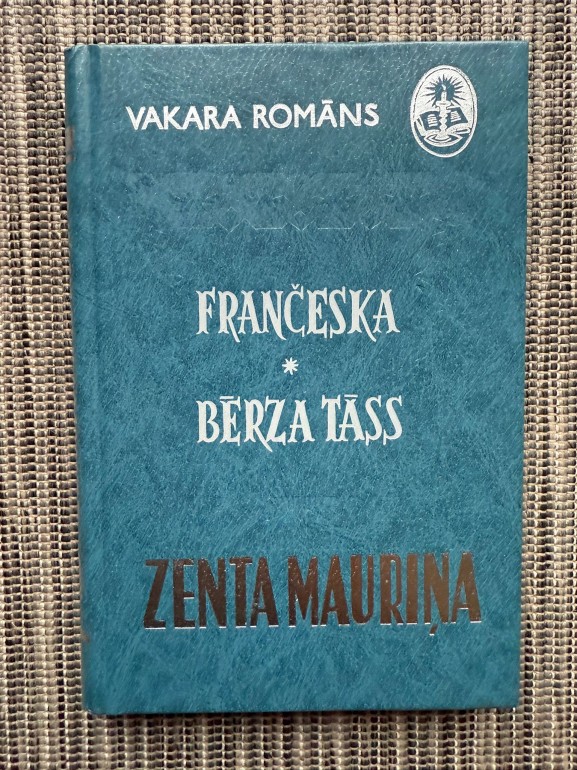 VAKARA ROMĀNS
FRANČESKA
*
BĒRZA TĀSS
ZENTA MAURIŅA